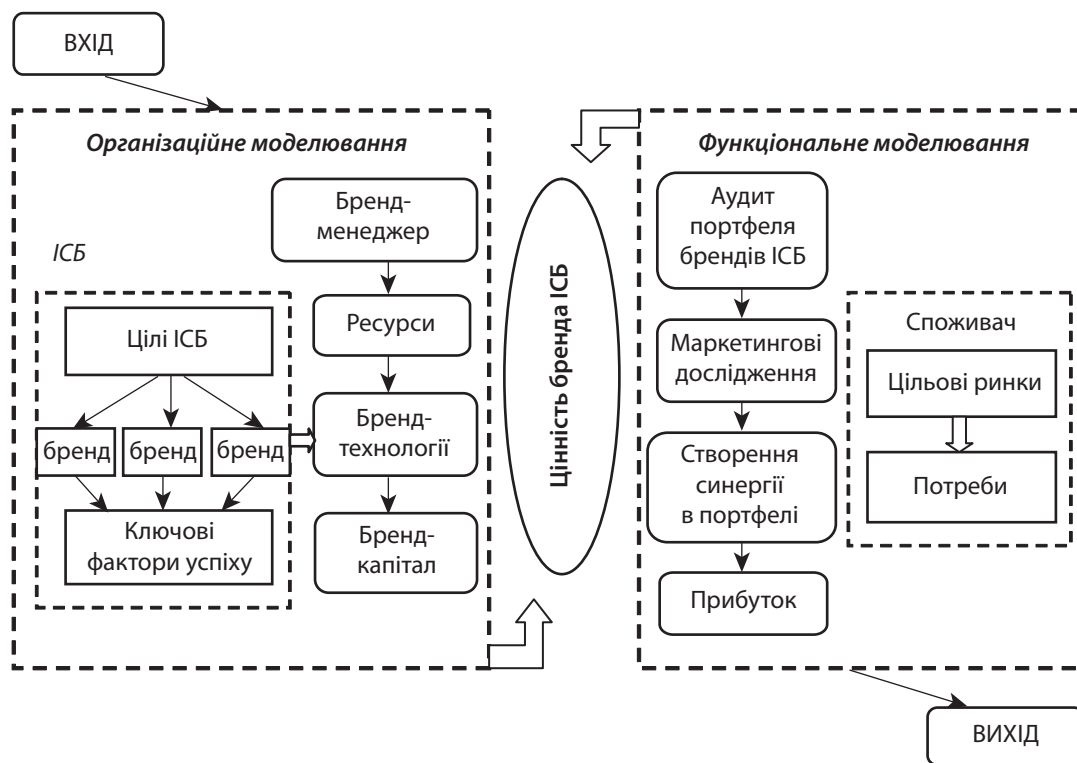 ВХІД
Організаційне моделювання
Бренд-
менеджер
ІСБ
Ресурси
Цілі ІСБ
Бренд-
технології
бренд
бренд
бренд
Ключові
фактори успіху
Бренд-
капітал
Цінність бренда ІСБ
Функціональне моделювання
Аудит
портфеля
брендів ІСБ
Маркетингові
дослідження
Створення
синергії
в портфелі
Прибуток
Споживач
Цільові ринки
Потреби
ВИХІД